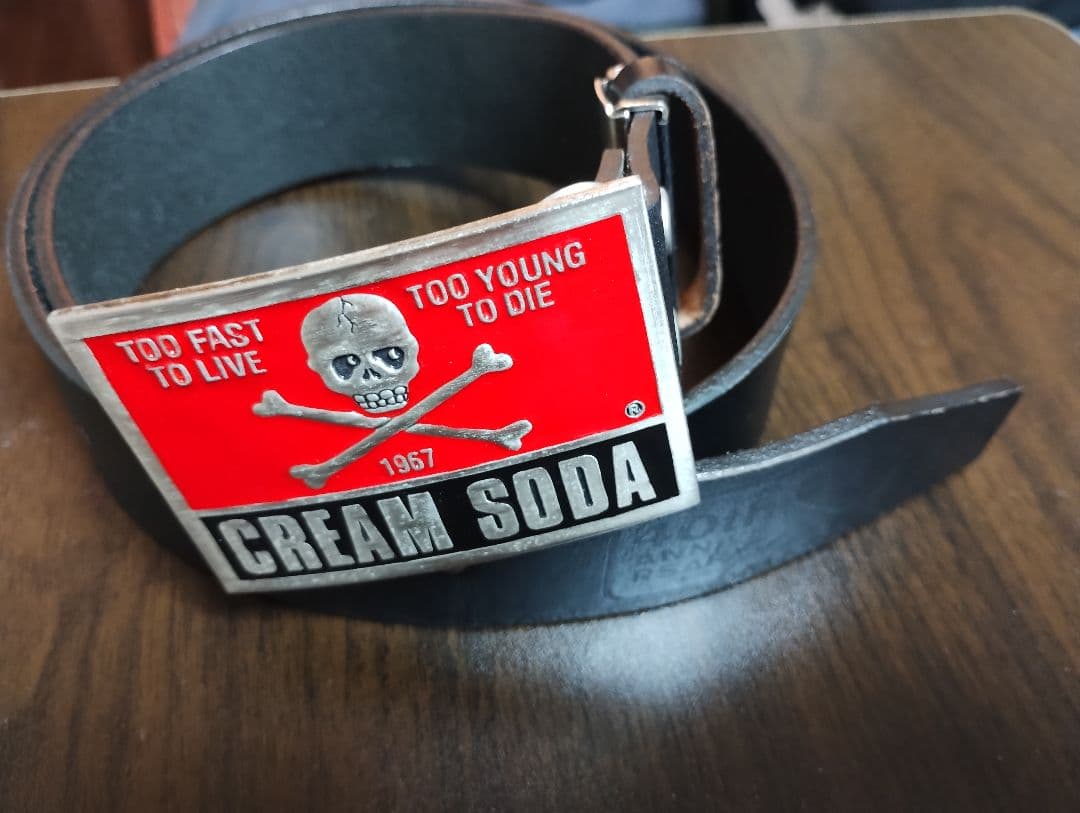 TOO FAST
TO LIVE
TOO YOUNG
TO DIE
®
1967
CREAM SODA